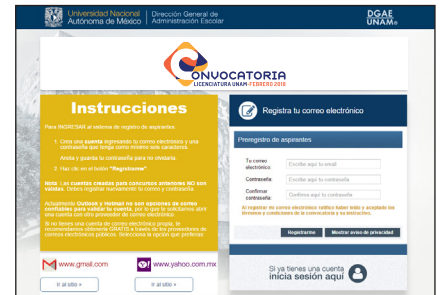 Universidad Nacional
Autónoma de México
Dirección General de
Administración Escolar
DGAE
UNAM
CONVOCATORIA
LICENCIATURA UNAM-FEBRERO 2018
Instrucciones
Para INGRESAR al sistema de registro de aspirantes:
1. Crea una cuenta ingresando tu correo electrónico y una
contraseña que tenga como mínimo seis caracteres.
Anota y guarda tu contraseña para no olvidarla.
2. Haz clic en el botón "Registrarme".
Nota: Las cuentas creadas para concursos anteriores NO son
válidas. Debes registrar nuevamente tu correo y contraseña.
Actualmente Outlook y Hotmail no son opciones de correo
confiables para validar tu cuenta, por lo que te solicitamos abrir
una cuenta con otro proveedor de correo electrónico.
Si no tienes una cuenta de correo electrónico propia, te
recomendamos obtenerla GRATIS a través de los proveedores de
correos electrónicos públicos. Selecciona la opción que prefieras.
www.gmail.com
www.yahoo.com.mx
Ir al sitio »
Ir al sitio »
Registra tu correo electrónico
Preregistro de
aspirantes
Tu correo
electrónico:
Escribe aquí tu email
Contraseña:
Escribe aquí tu contraseña
Confirmar
contraseña:
Confirma aquí tu contraseña
Al registrar mi correo electrónico ratifico haber leído y aceptado los
términos y condiciones de la convocatoria y su instructivo.
Registrarme
Mostrar aviso de privacidad
Si ya tienes una cuenta
inicia sesión aquí